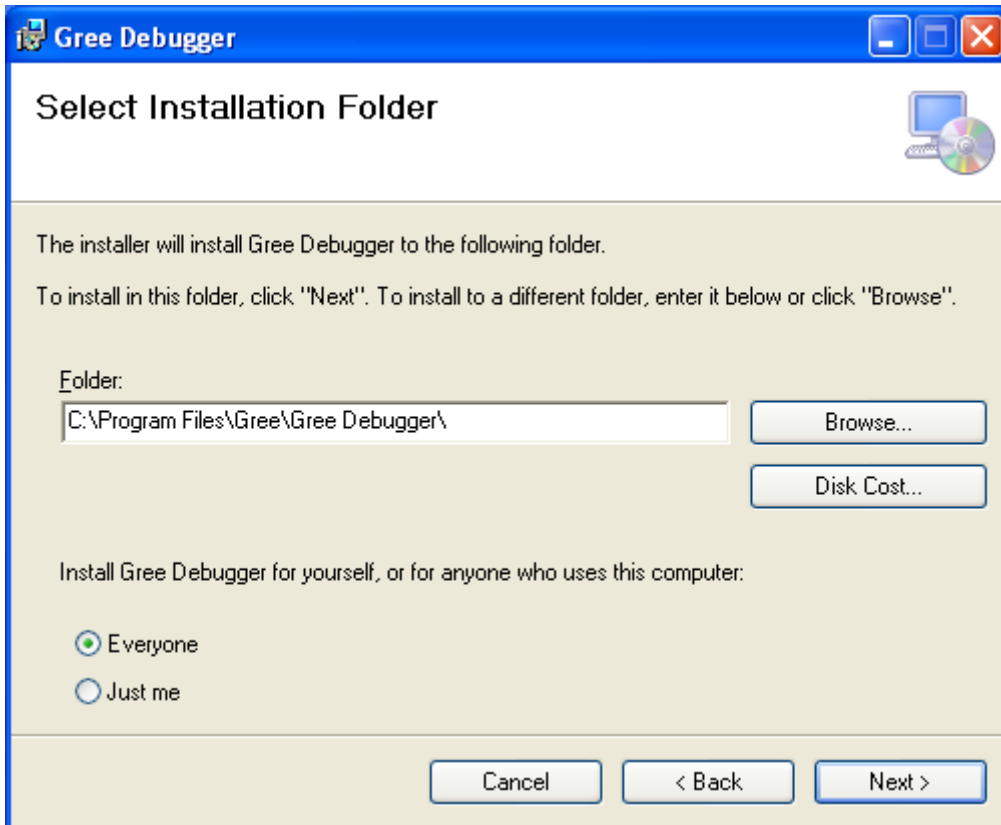 Gree Debugger
Select Installation Folder
The installer will install Gree Debugger to the following folder.
To install in this folder, click "Next". To install to a different folder, enter it below or click "Browse".
Folder:
C:\Program Files\Gree\Gree Debugger\
Browse...
Disk Cost...
Install Gree Debugger for yourself, or for anyone who uses this computer:
Everyone
Just me
Cancel
< Back
Next >